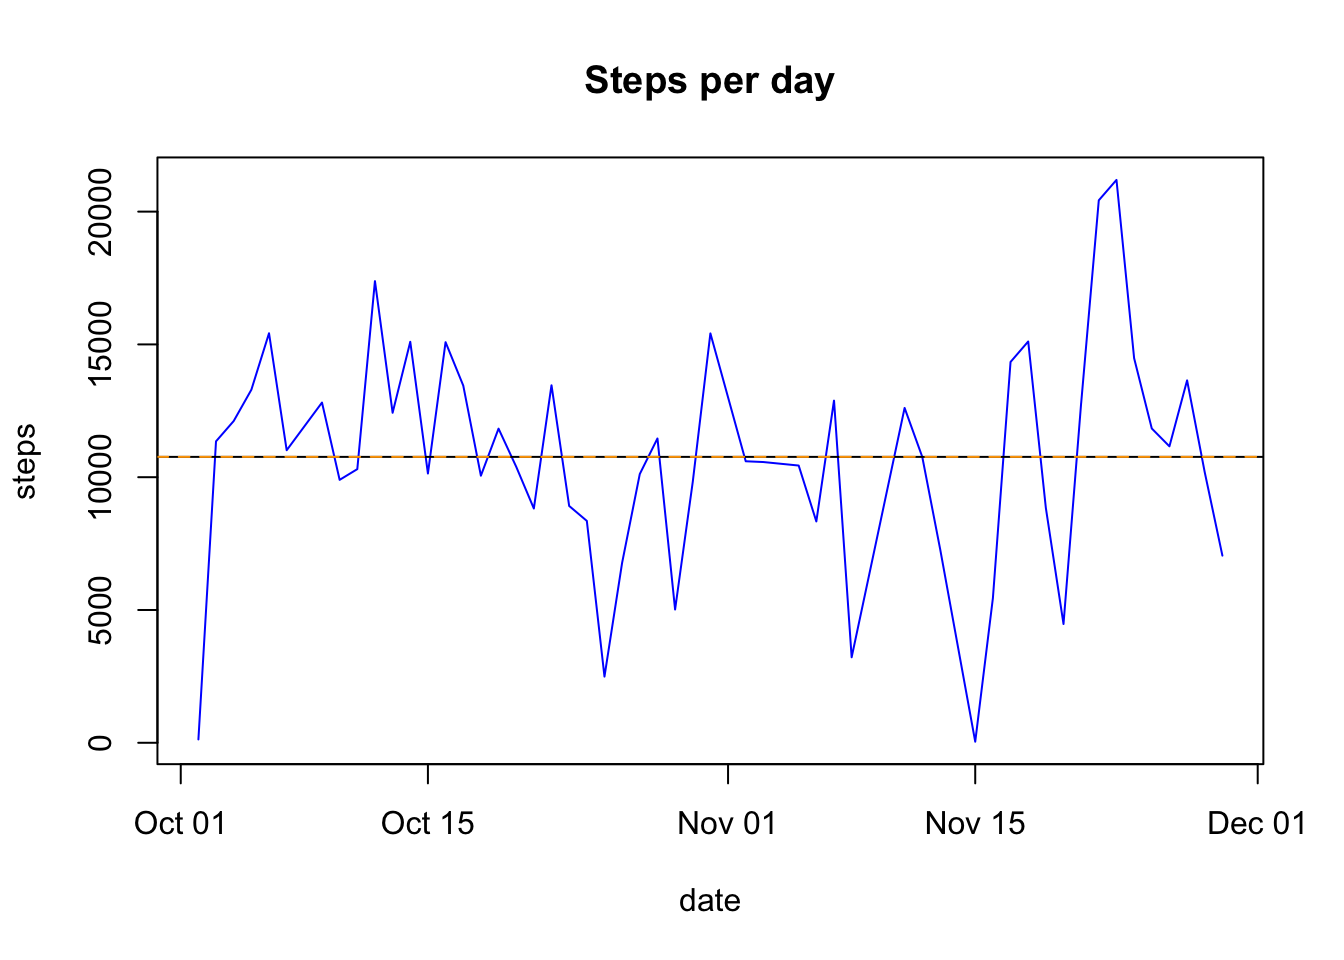 Steps per day
steps
20000
15000
10000
5000
0
Oct 01
Oct 15
Nov 01
Nov 15
Dec 01
date